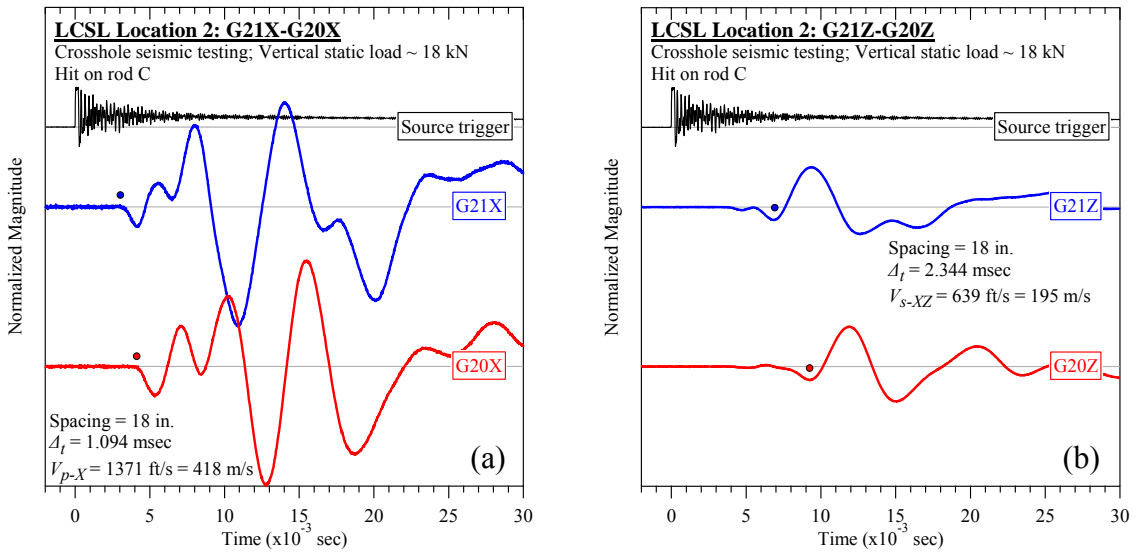 LCSL Location 2: G21X-G20X
Crosshole seismic testing; Vertical static load ~ 18 kN
Hit on rod C
Source trigger
G21X
G20X
Spacing = 18 in.
Δt = 1.094 msec
Vp-X = 1371 ft/s = 418 m/s
(a)
Normalized Magnitude
0 5 10 15 20 25 30
Time (x10⁻³ sec)
LCSL Location 2: G21Z-G20Z
Crosshole seismic testing; Vertical static load ~ 18 kN
Hit on rod C
Source trigger
G21Z
Spacing = 18 in.
Δt = 2.344 msec
Vs-XZ = 639 ft/s = 195 m/s
G20Z
(b)
Normalized Magnitude
0 5 10 15 20 25 30
Time (x10⁻³ sec)